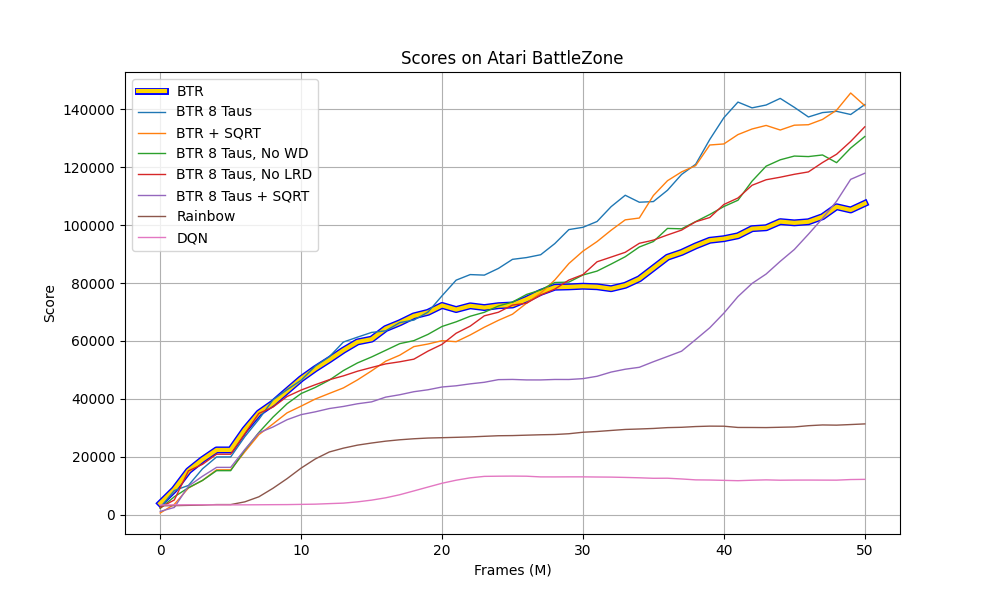 Scores on Atari BattleZone
BTR
BTR 8 Taus
BTR + SQRT
BTR 8 Taus, No WD
BTR 8 Taus, No LRD
BTR 8 Taus + SQRT
Rainbow
DQN
140000
120000
100000
80000
60000
40000
20000
0
Score
0 10 20 30 40 50
Frames (M)